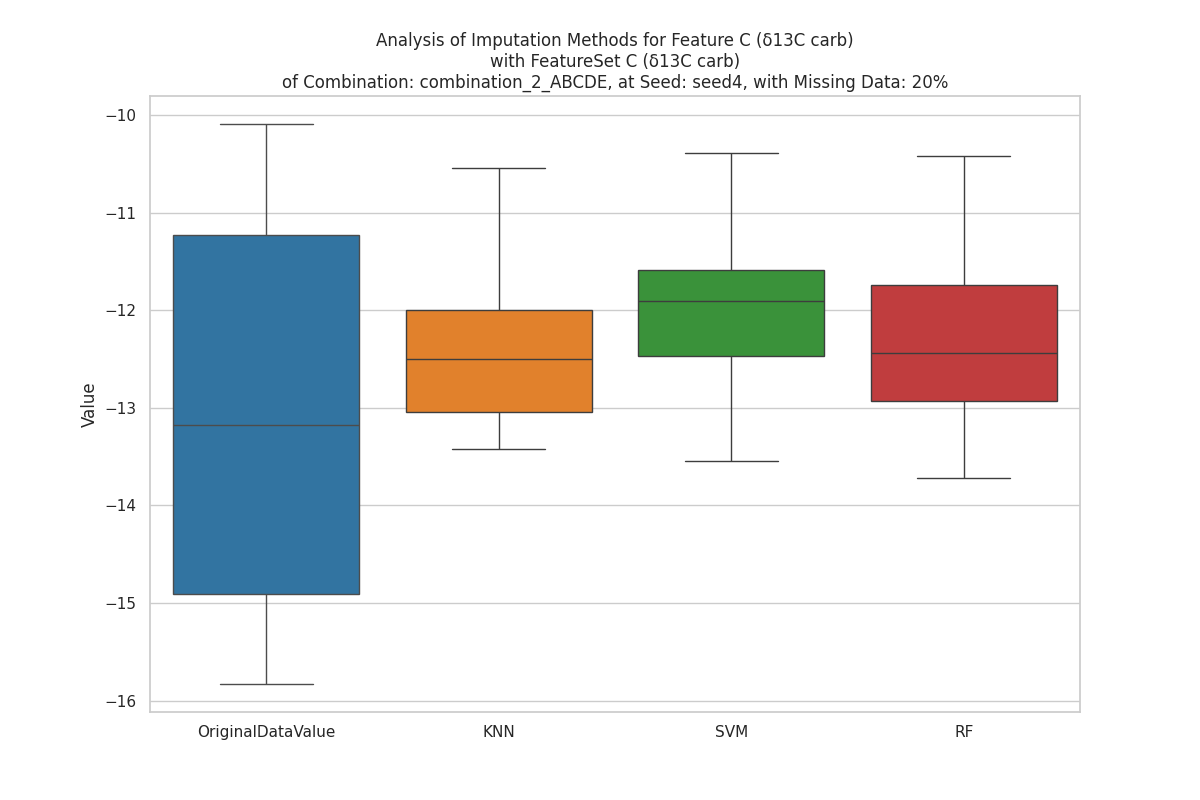 Analysis of Imputation Methods for Feature C (δ13C carb)
with FeatureSet C (δ13C carb)
of Combination: combination_2_ABCDE, at Seed: seed4, with Missing Data: 20%
Value
−10
−11
−12
−13
−14
−15
−16
OriginalDataValue
KNN
SVM
RF